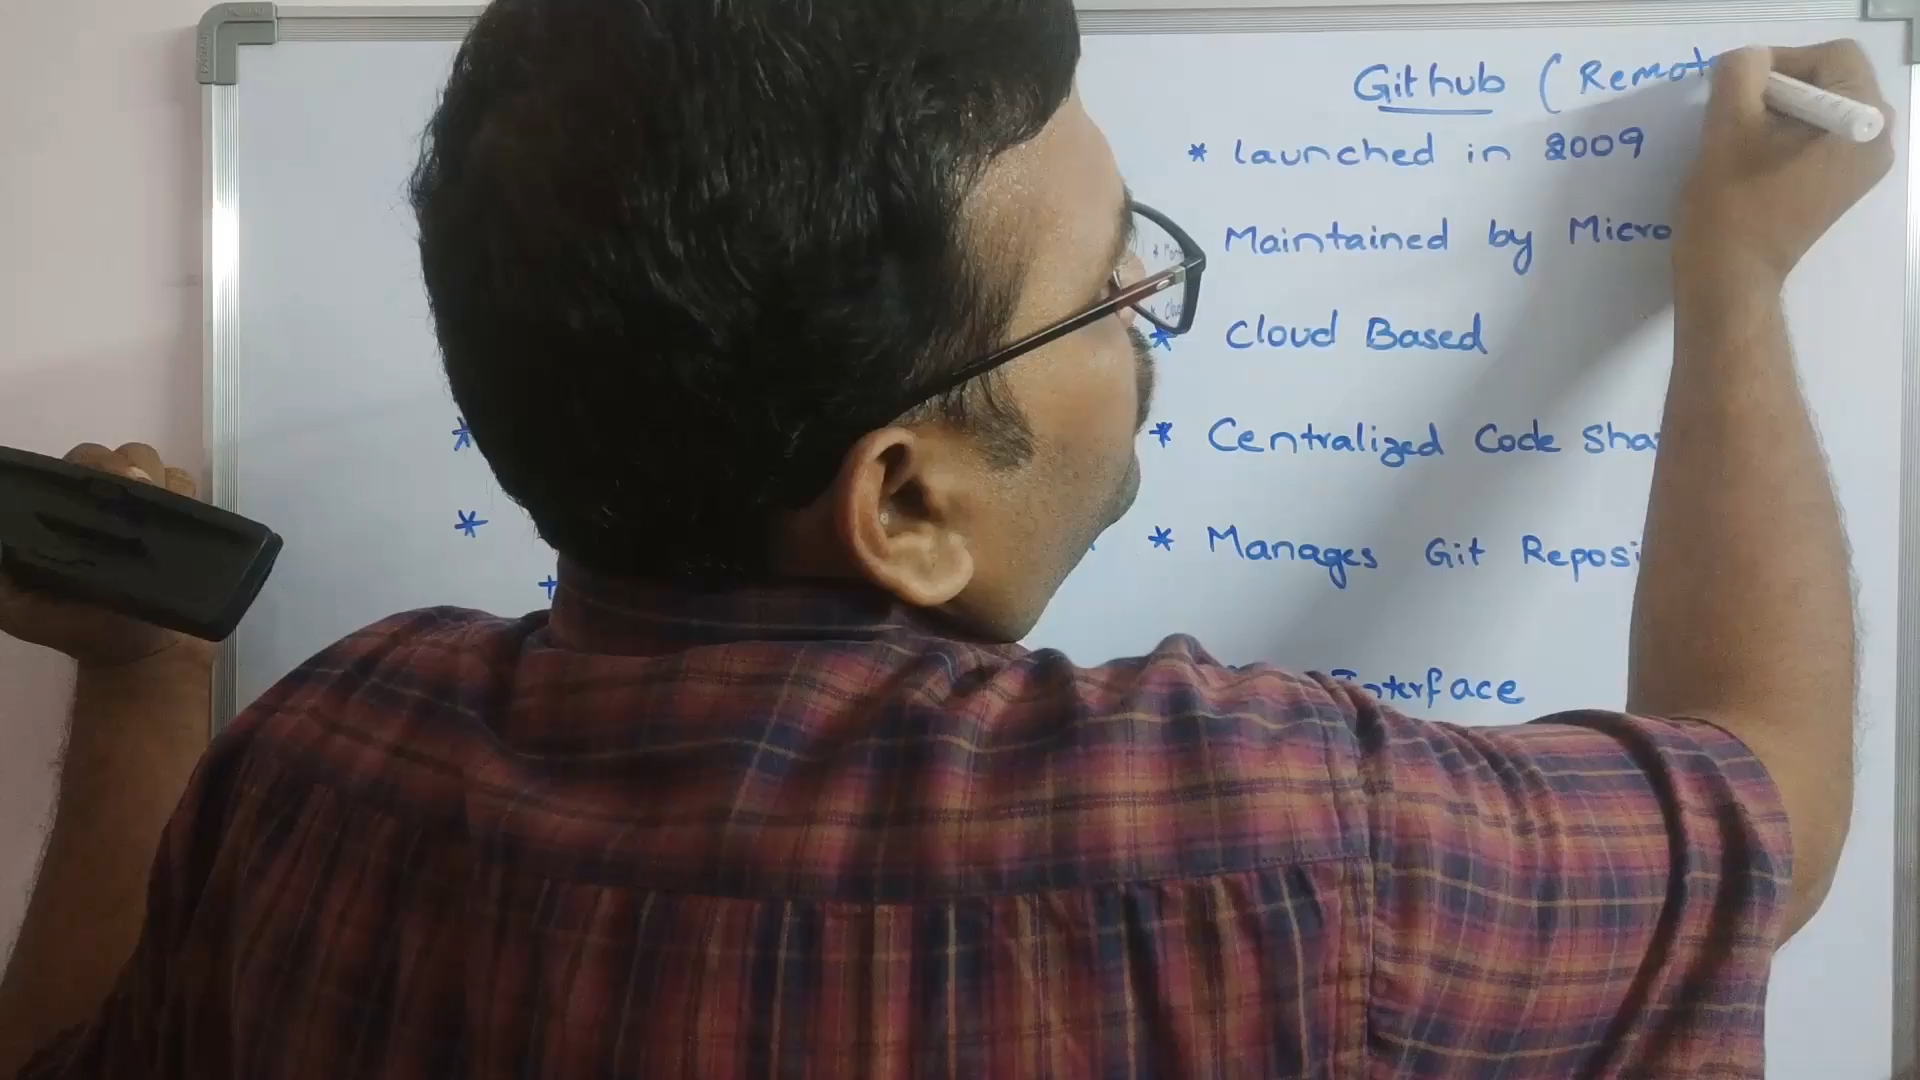 Github (Remot
* launched in 2009
Maintained by Micro
* Cloud Based
* Centralized Code Sha
* Manages Git Reposi
Interface